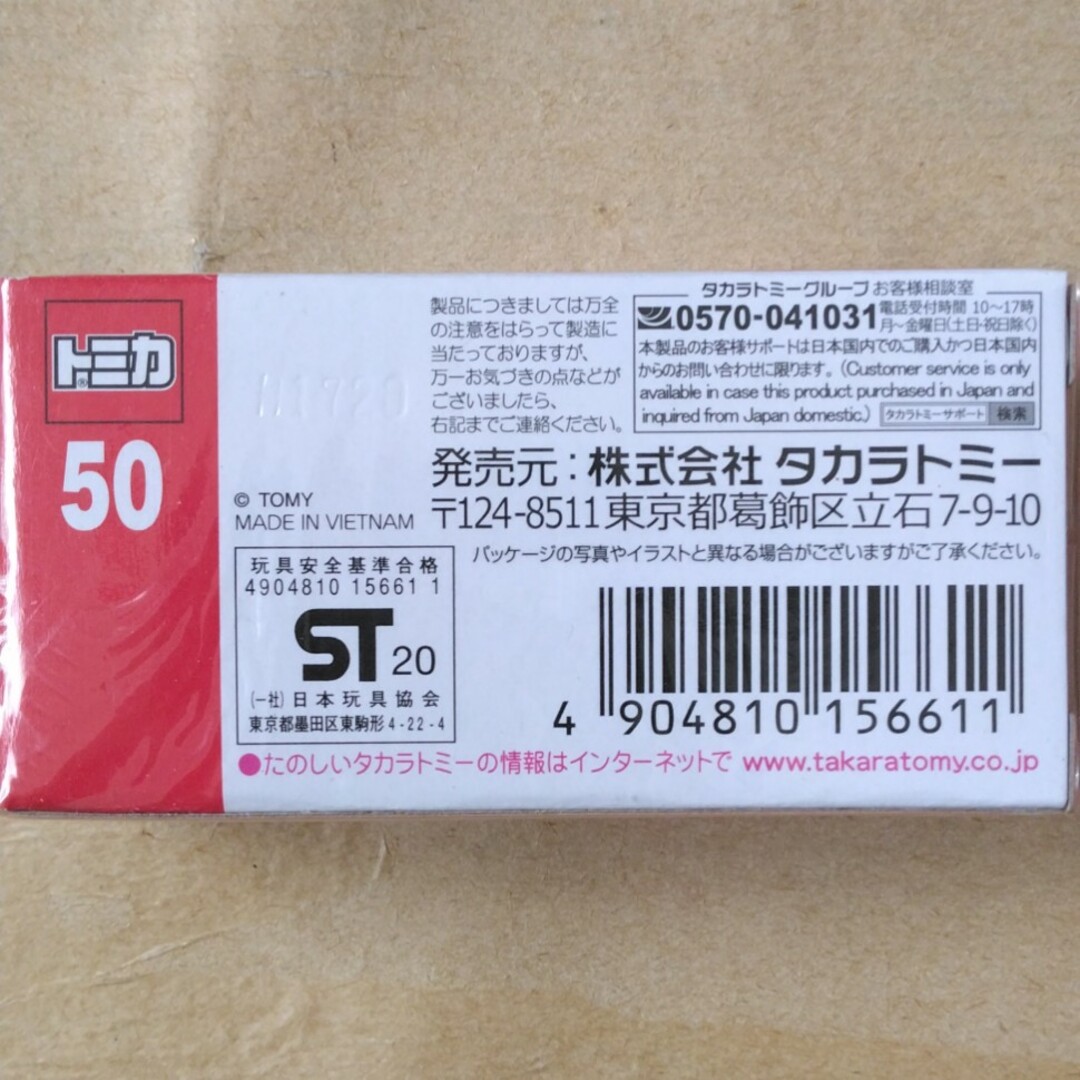 トミカ®
50
製品につきましては万全
の注意をはらって製造に
当たっておりますが、
万一お気づきの点などが
ございましたら、
右記までご連絡ください。
タカラトミーグループ お客様相談室
0570-041031 電話受付時間 10〜17時
月〜金曜日(土日・祝日除く)
本製品のお客様サポートは日本国内でのご購入かつ日本国内
からのお問い合わせに限ります。(Customer service is only
available in case this product purchased in Japan and
inquired from Japan domestic.) タカラトミーサポート 検索
発売元:株式会社 タカラトミー
〒124-8511 東京都葛飾区立石7-9-10
© TOMY
MADE IN VIETNAM
パッケージの写真やイラストと異なる場合がございますがご了承ください。
玩具安全基準合格
4904810 15661 1
ST 20
(一社)日本玩具協会
東京都墨田区東駒形4-22-4
4 904810 156611
●たのしいタカラトミーの情報はインターネットで www.takaratomy.co.jp